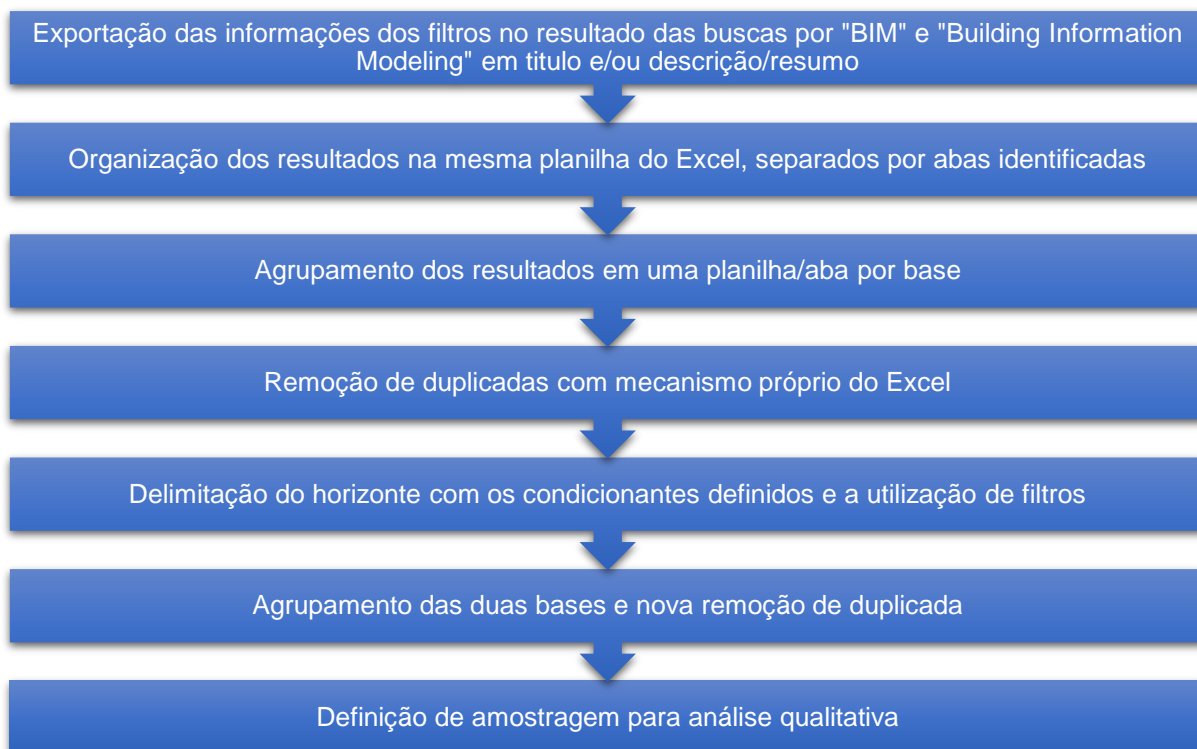 Exportação das informações dos filtros no resultado das buscas por "BIM" e "Building Information
Modeling" em titulo e/ou descrição/resumo
Organização dos resultados na mesma planilha do Excel, separados por abas identificadas
Agrupamento dos resultados em uma planilha/aba por base
Remoção de duplicadas com mecanismo próprio do Excel
Delimitação do horizonte com os condicionantes definidos e a utilização de filtros
Agrupamento das duas bases e nova remoção de duplicada
Definição de amostragem para análise qualitativa